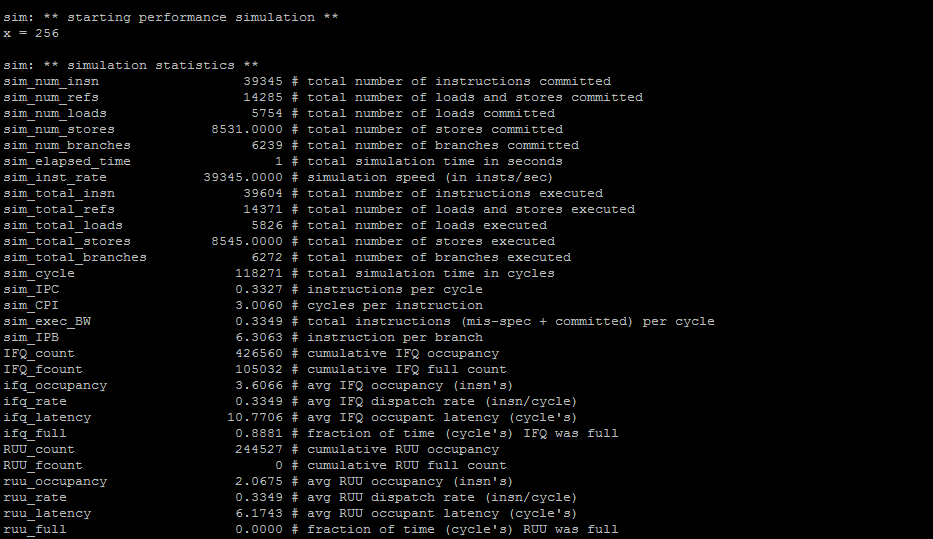 sim: ** starting performance simulation **
x = 256
sim: ** simulation statistics **
sim_num_insn 39345 # total number of instructions committed
sim_num_refs 14285 # total number of loads and stores committed
sim_num_loads 5754 # total number of loads committed
sim_num_stores 8531.0000 # total number of stores committed
sim_num_branches 6239 # total number of branches committed
sim_elapsed_time 1 # total simulation time in seconds
sim_inst_rate 39345.0000 # simulation speed (in insts/sec)
sim_total_insn 39604 # total number of instructions executed
sim_total_refs 14371 # total number of loads and stores executed
sim_total_loads 5826 # total number of loads executed
sim_total_stores 8545.0000 # total number of stores executed
sim_total_branches 6272 # total number of branches executed
sim_cycle 118271 # total simulation time in cycles
sim_IPC 0.3327 # instructions per cycle
sim_CPI 3.0060 # cycles per instruction
sim_exec_BW 0.3349 # total instructions (mis-spec + committed) per cycle
sim_IPB 6.3063 # instruction per branch
IFQ_count 426560 # cumulative IFQ occupancy
IFQ_fcount 105032 # cumulative IFQ full count
ifq_occupancy 3.6066 # avg IFQ occupancy (insn's)
ifq_rate 0.3349 # avg IFQ dispatch rate (insn/cycle)
ifq_latency 10.7706 # avg IFQ occupant latency (cycle's)
ifq_full 0.8881 # fraction of time (cycle's) IFQ was full
RUU_count 244527 # cumulative RUU occupancy
RUU_fcount 0 # cumulative RUU full count
ruu_occupancy 2.0675 # avg RUU occupancy (insn's)
ruu_rate 0.3349 # avg RUU dispatch rate (insn/cycle)
ruu_latency 6.1743 # avg RUU occupant latency (cycle's)
ruu_full 0.0000 # fraction of time (cycle's) RUU was full